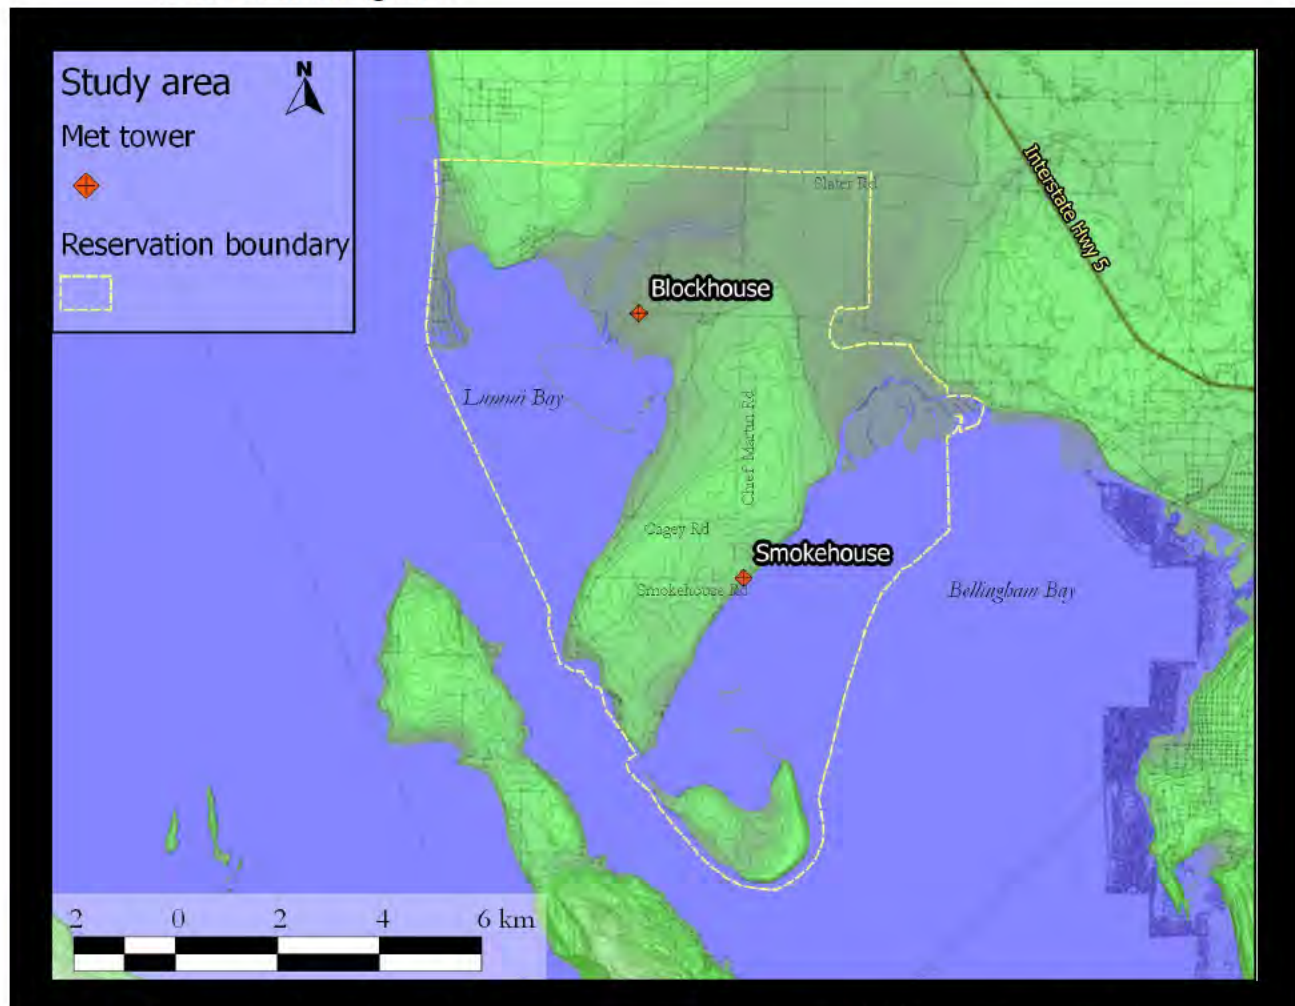 Study area
N
Met tower
Reservation boundary
Slater Rd
Interstate Hwy 5
Blockhouse
Lummi Bay
Chief Martin Rd
Cagey Rd
Smokehouse
Smokehouse Rd
Bellingham Bay
2 0 2 4 6 km